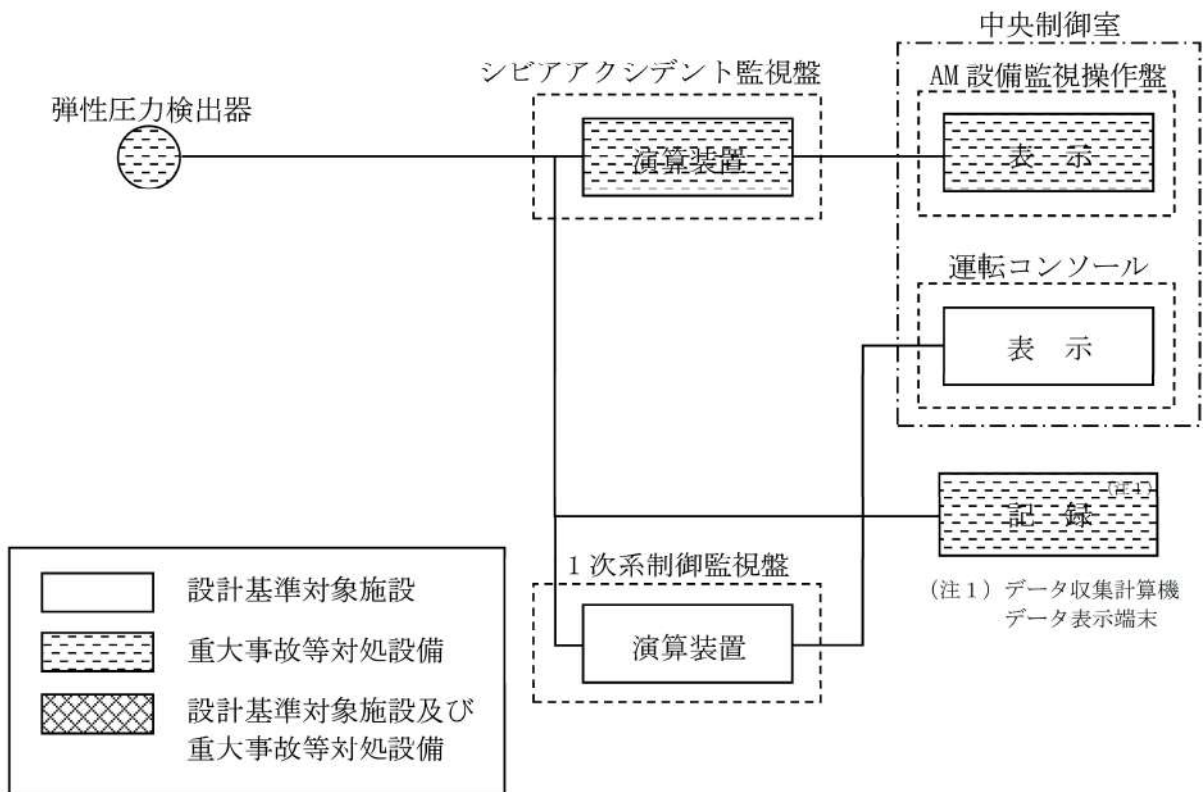 中央制御室
シビアアクシデント監視盤
AM設備監視操作盤
弾性圧力検出器
演算装置
表　示
運転コンソール
表　示
(注1)
記　録
1次系制御監視盤
(注1) データ収集計算機
データ表示端末
演算装置
設計基準対象施設
重大事故等対処設備
設計基準対象施設及び
重大事故等対処設備